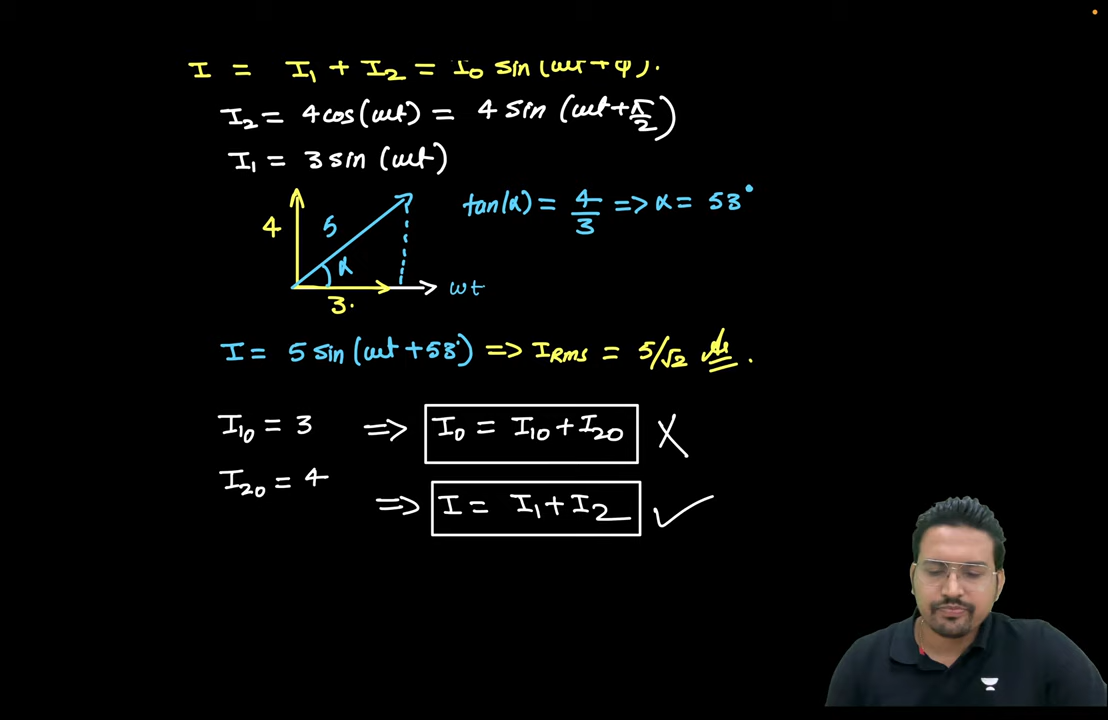 I = I₁ + I₂ = I₀ sin(ωt + φ).
I₂ = 4cos(ωt) = 4 sin (ωt + π/2)
I₁ = 3 sin (ωt)
tan(α) = 4/3 => α = 53°
4
5
α
ωt
3.
I = 5 sin(ωt + 53°) => I_RMS = 5/√2 As.
I₁₀ = 3 => I₀ = I₁₀ + I₂₀ X
I₂₀ = 4
=> I = I₁ + I₂ ✓